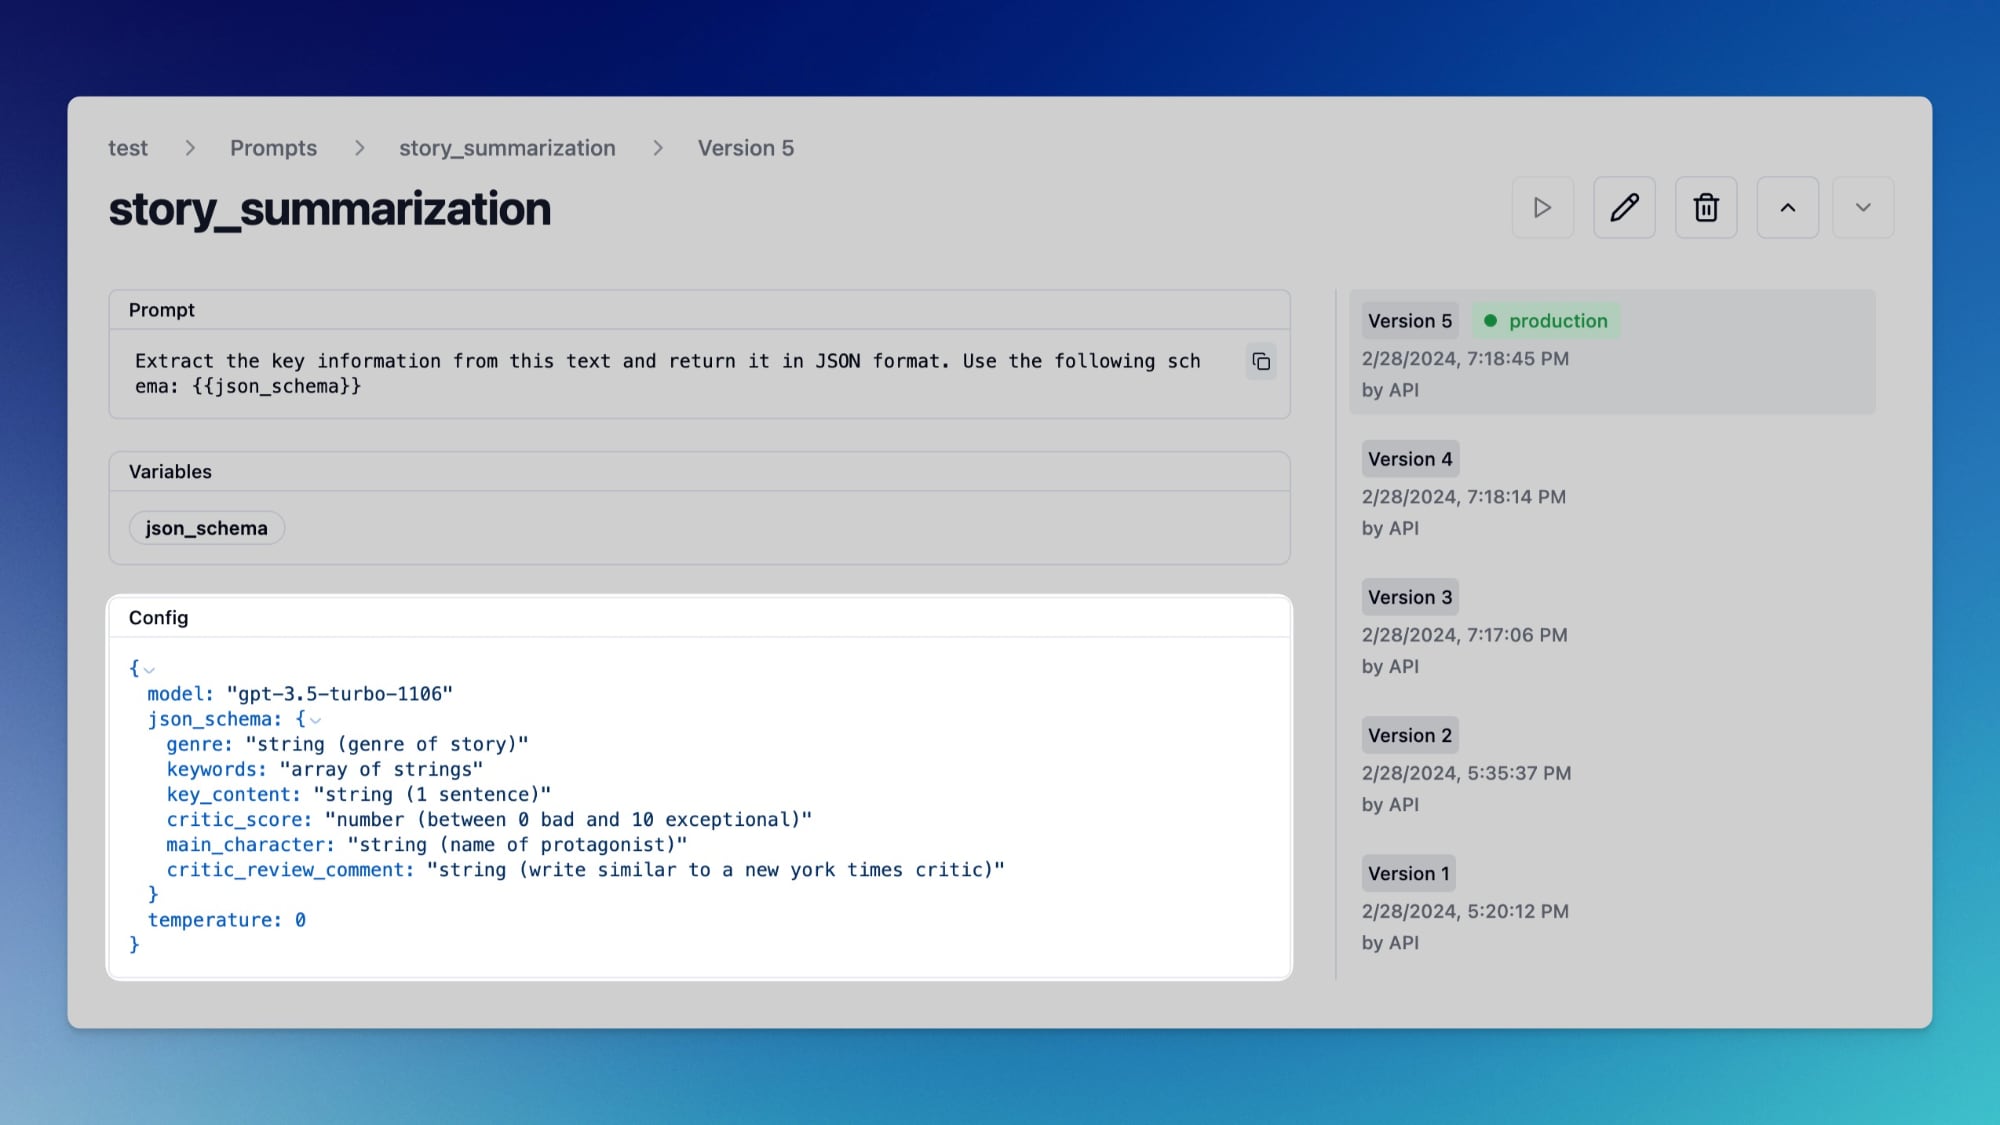 test > Prompts > story_summarization > Version 5
story_summarization
Prompt
Extract the key information from this text and return it in JSON format. Use the following sch
ema: {{json_schema}}
Variables
json_schema
Config
{
model: "gpt-3.5-turbo-1106"
json_schema: {
genre: "string (genre of story)"
keywords: "array of strings"
key_content: "string (1 sentence)"
critic_score: "number (between 0 bad and 10 exceptional)"
main_character: "string (name of protagonist)"
critic_review_comment: "string (write similar to a new york times critic)"
}
temperature: 0
}
Version 5 production
2/28/2024, 7:18:45 PM
by API
Version 4
2/28/2024, 7:18:14 PM
by API
Version 3
2/28/2024, 7:17:06 PM
by API
Version 2
2/28/2024, 5:35:37 PM
by API
Version 1
2/28/2024, 5:20:12 PM
by API